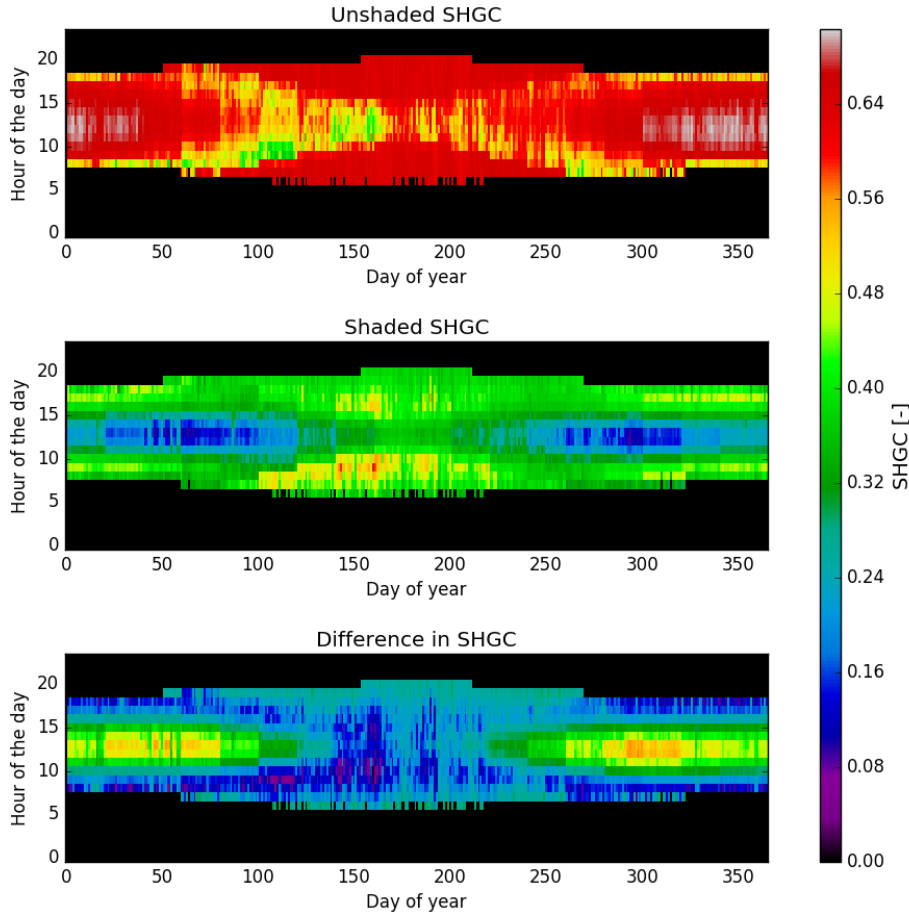 Unshaded SHGC
Hour of the day
20
15
10
5
0
0 50 100 150 200 250 300 350
Day of year
Shaded SHGC
Hour of the day
20
15
10
5
0
0 50 100 150 200 250 300 350
Day of year
Difference in SHGC
Hour of the day
20
15
10
5
0
0 50 100 150 200 250 300 350
Day of year
0.64
0.56
0.48
0.40
0.32
0.24
0.16
0.08
0.00
SHGC [-]